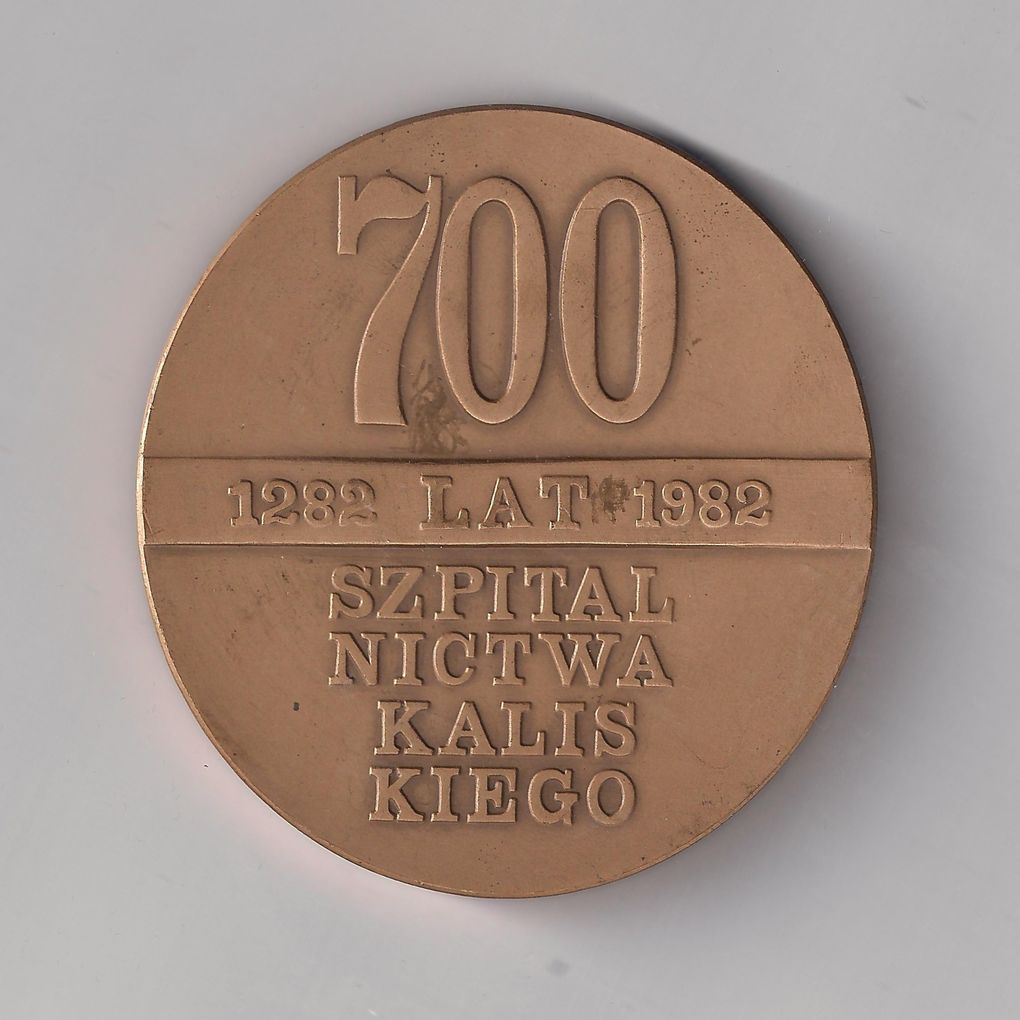 700
1282 LAT 1982
SZPITAL
NICTWA
KALIS
KIEGO